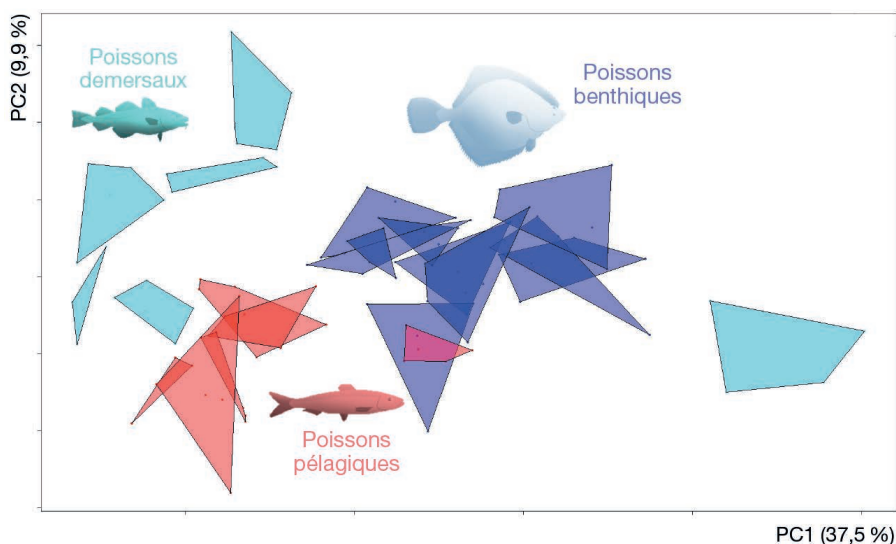 PC2 (9,9 %)
Poissons
demersaux
Poissons
benthiques
Poissons
pélagiques
PC1 (37,5 %)